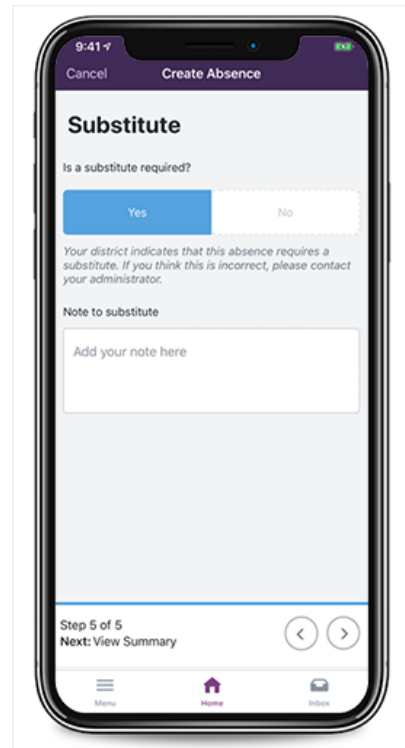 9:41
Cancel Create Absence
Substitute
Is a substitute required?
Yes No
Your district indicates that this absence requires a
substitute. If you think this is incorrect, please contact
your administrator.
Note to substitute
Add your note here
Step 5 of 5
Next: View Summary
Menu Home Inbox